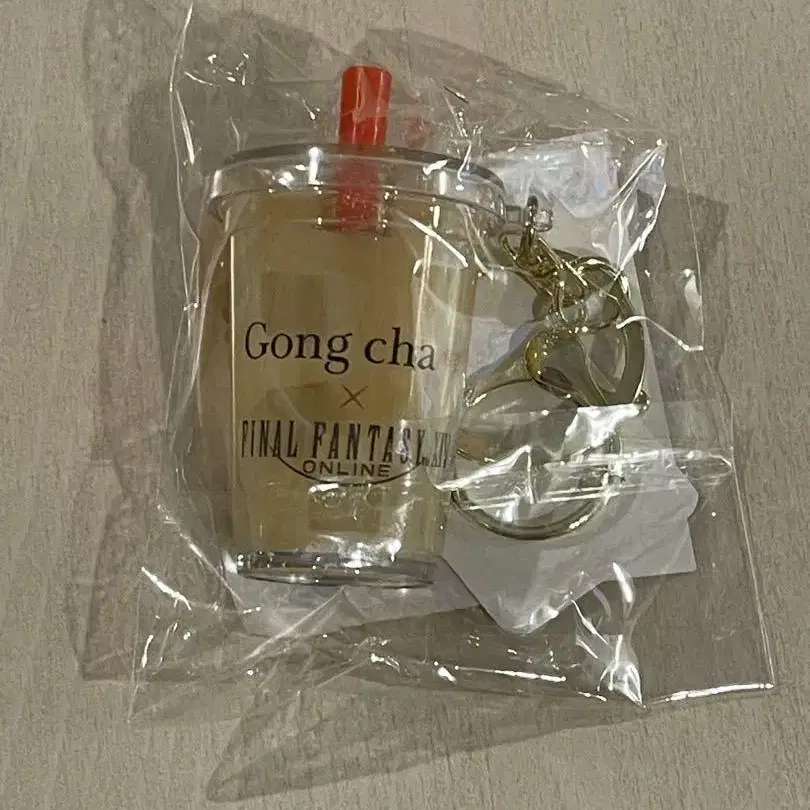 Gong cha
×
FINAL FANTASY XIV
ONLINE